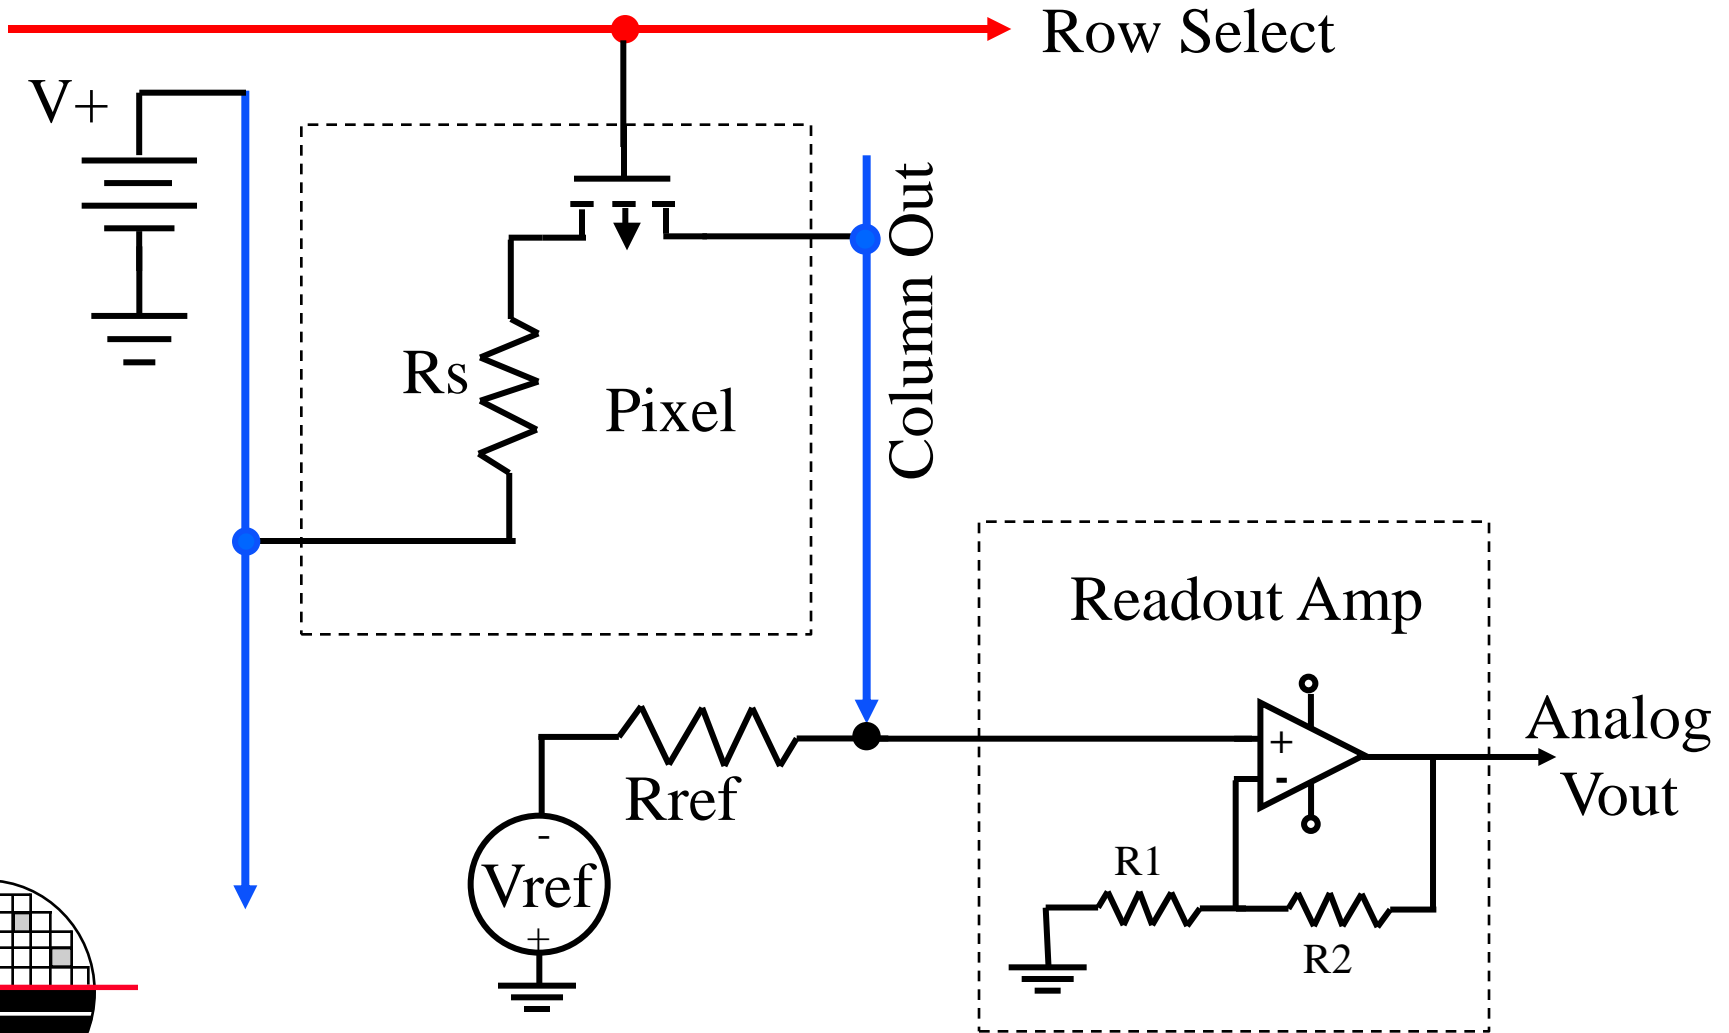 Row Select
V+
Column Out
Rs
Pixel
Readout Amp
Analog
Vout
+
-
Rref
-
Vref
+
R1
R2